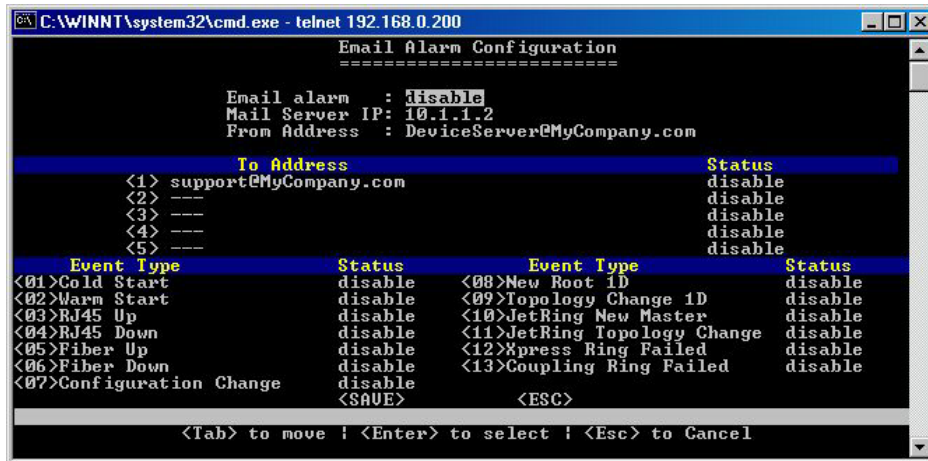 C:\WINNT\system32\cmd.exe - telnet 192.168.0.200
Email Alarm Configuration
=========================
Email alarm : disable
Mail Server IP: 10.1.1.2
From Address : DeviceServer@MyCompany.com
To Address Status
<1> support@MyCompany.com disable
<2> --- disable
<3> --- disable
<4> --- disable
<5> --- disable
Event Type Status Event Type Status
<01>Cold Start disable <08>New Root 1D disable
<02>Warm Start disable <09>Topology Change 1D disable
<03>RJ45 Up disable <10>JetRing New Master disable
<04>RJ45 Down disable <11>JetRing Topology Change disable
<05>Fiber Up disable <12>Xpress Ring Failed disable
<06>Fiber Down disable <13>Coupling Ring Failed disable
<07>Configuration Change disable
<SAVE> <ESC>
<Tab> to move | <Enter> to select | <Esc> to Cancel